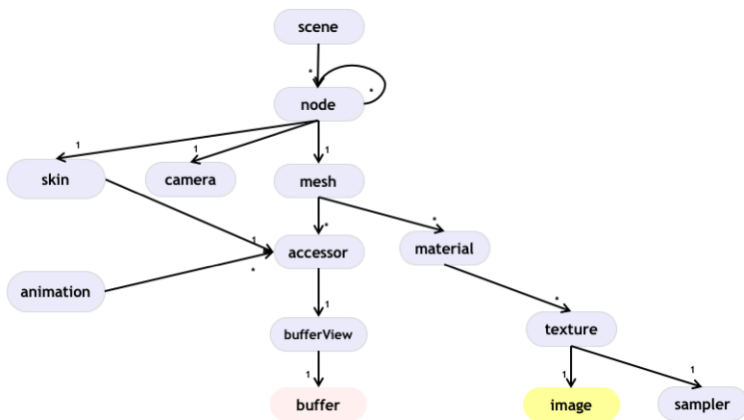 scene
*
*
node
1
1
1
skin
camera
mesh
*
*
1
accessor
material
*
animation
*
1
bufferView
texture
1
1
1
buffer
image
sampler